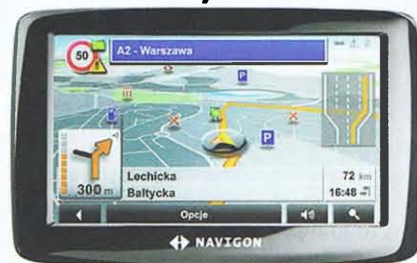 50
A2 - Warszawa
P
P
300 m
Lechicka
Baltycka
72 km
16:48
Opcje
NAVIGON